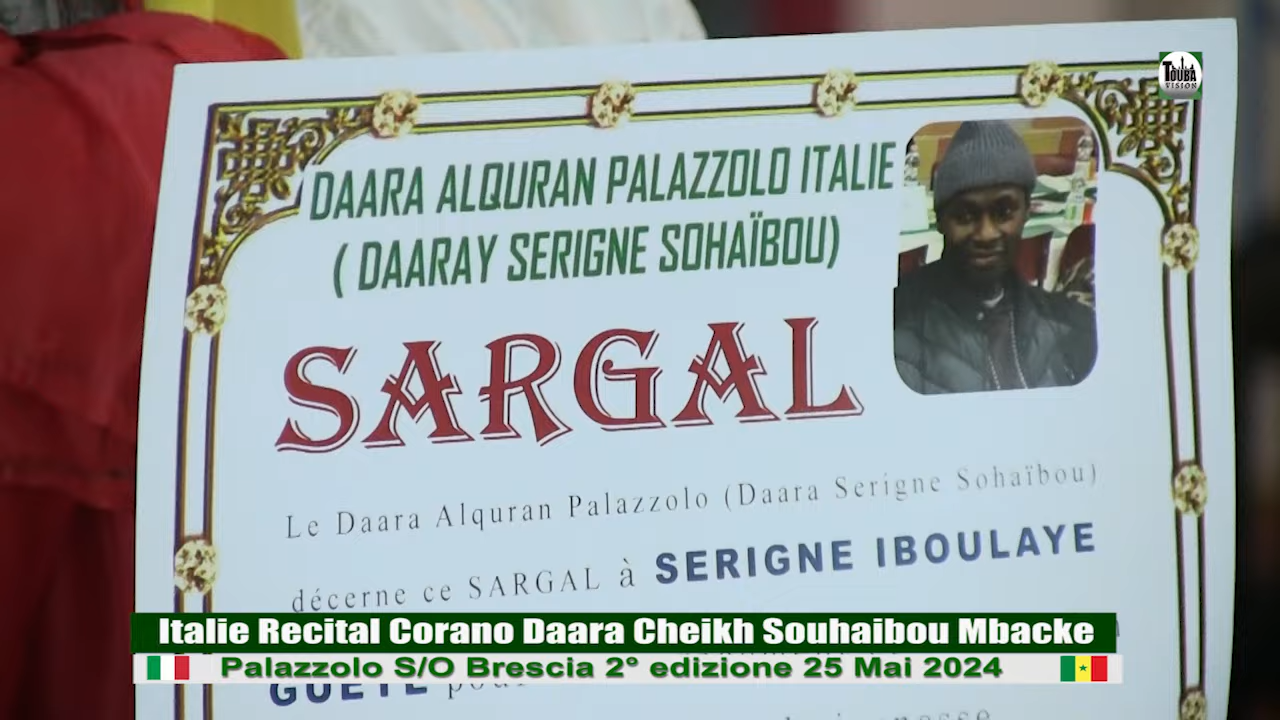 TOUBA
VISION
DAARA ALQURAN PALAZZOLO ITALIE
( DAARAY SERIGNE SOHAÏBOU)
SARGAL
Le Daara Alquran Palazzolo (Daara Serigne Sohaïbou)
décerne ce SARGAL à SERIGNE IBOULAYE
Italie Recital Corano Daara Cheikh Souhaibou Mbacke
Palazzolo S/O Brescia 2° edizione 25 Mai 2024